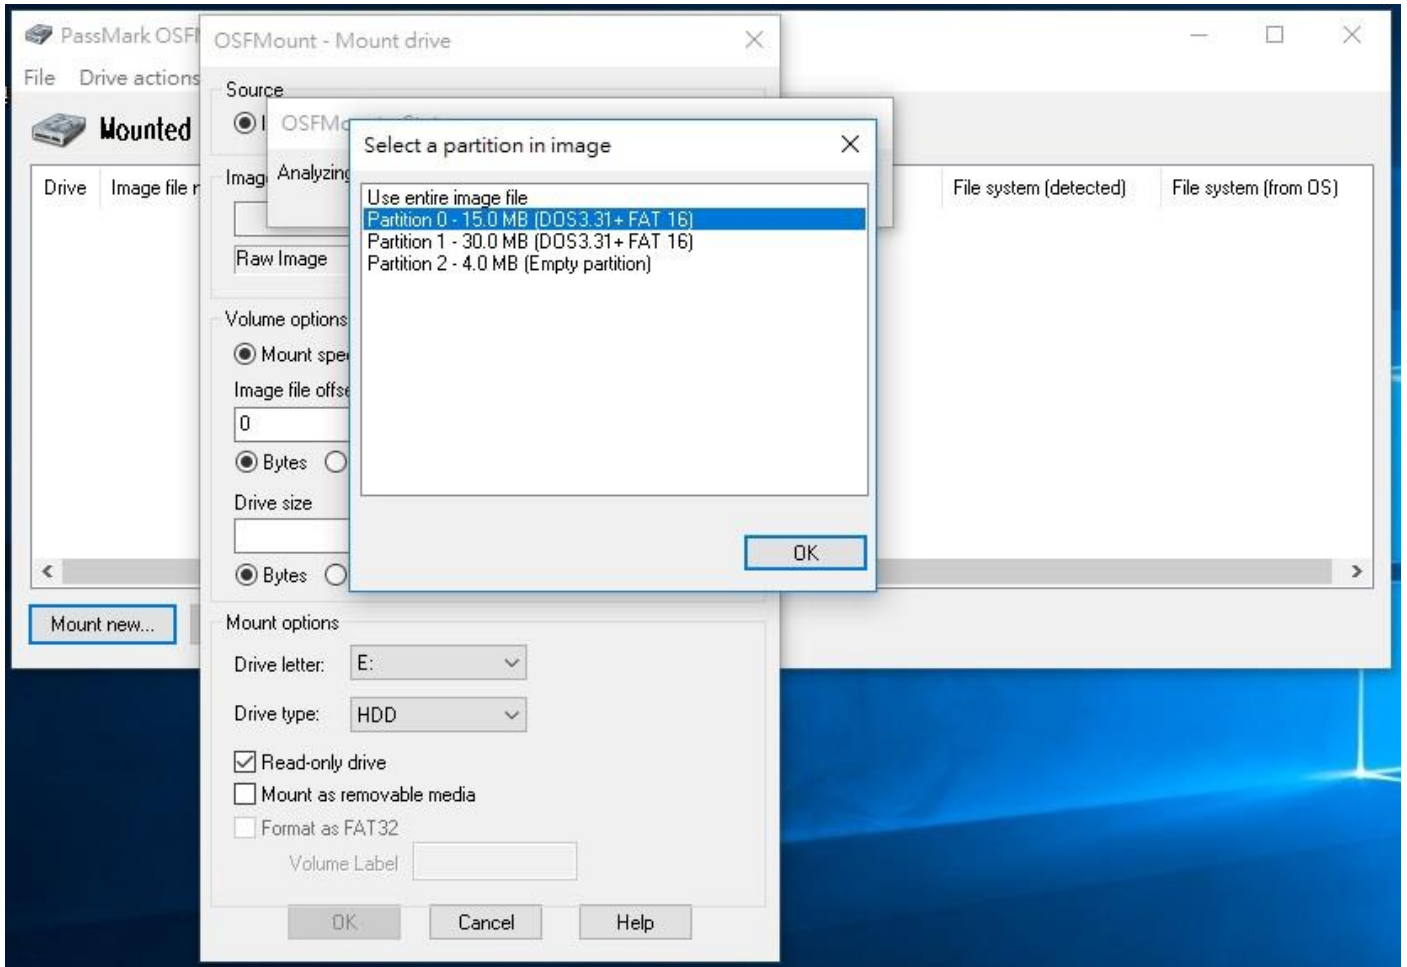 PassMark OSFM
File Drive actions
Mounted
Drive Image file
File system (detected) File system (from OS)
Mount new...
OSFMount - Mount drive
Source
Raw Image
Volume options
Mount
Image file
0
Bytes
Drive size
Bytes
Mount options
Drive letter: E:
Drive type: HDD
Read-only drive
Mount as removable media
Format as FAT32
Volume Label
OK Cancel Help
Analyzing
Select a partition in image
Use entire image file
Partition 0 - 15.0 MB (DOS3.31+ FAT 16)
Partition 1 - 30.0 MB (DOS3.31+ FAT 16)
Partition 2 - 4.0 MB (Empty partition)
OK